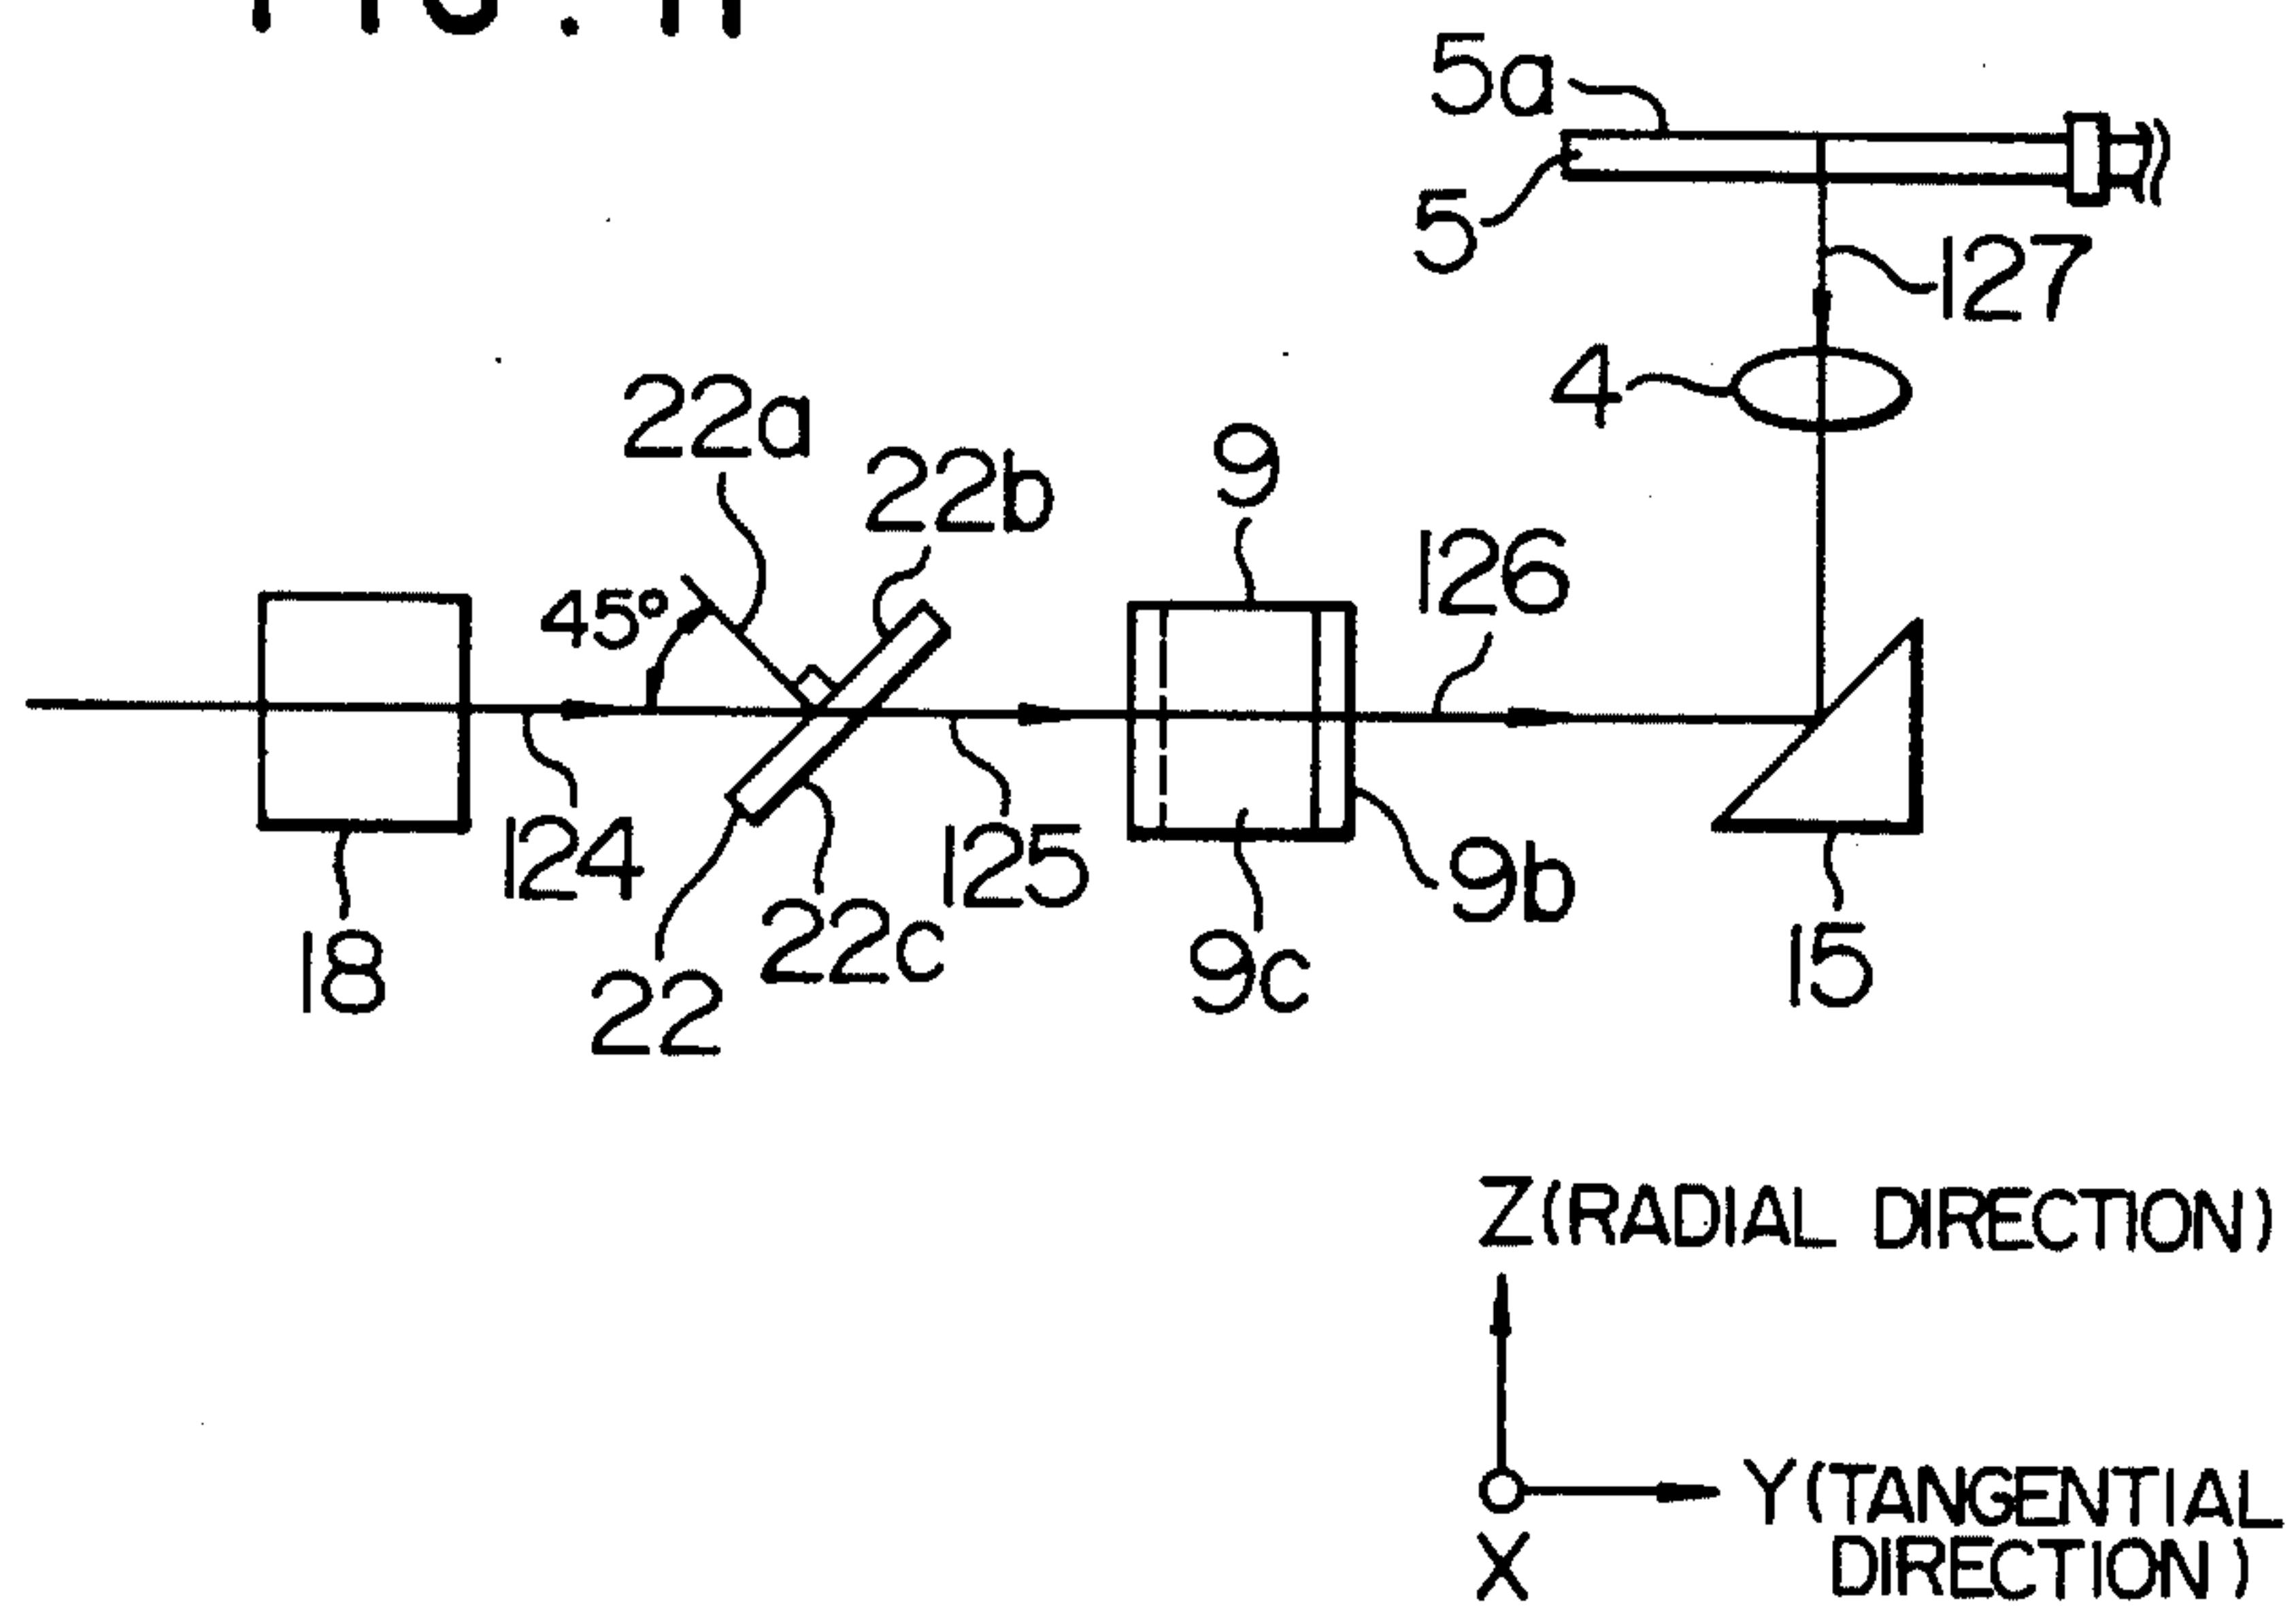 5a
5
127
4
22a
22b
9
126
45°
124
125
9b
18
22
22c
9c
15
Z(RADIAL DIRECTION)
Y(TANGENTIAL
DIRECTION)
X